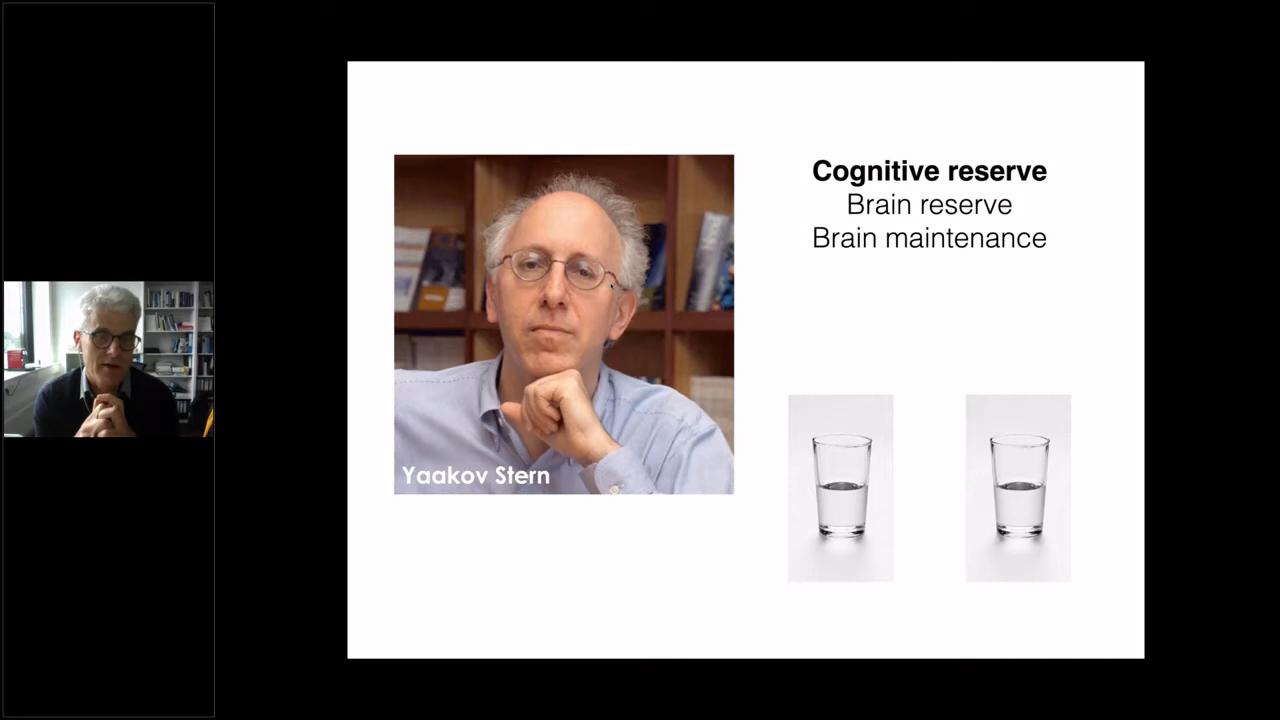 Cognitive reserve
Brain reserve
Brain maintenance
Yaakov Stern